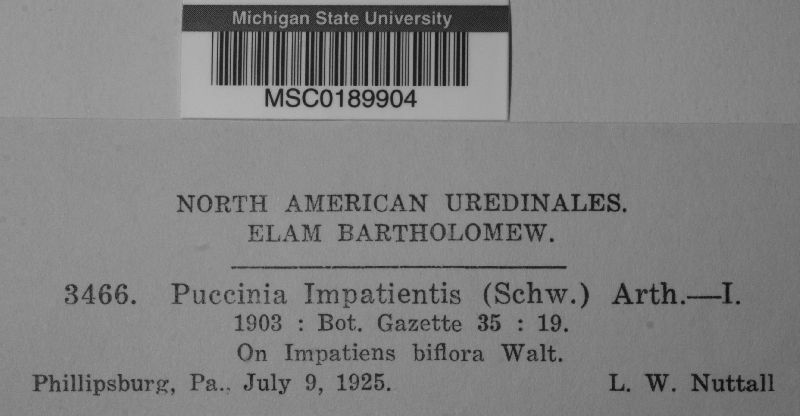 Michigan State University
MSC0189904
NORTH AMERICAN UREDINALES.
ELAM BARTHOLOMEW.
3466. Puccinia Impatientis (Schw.) Arth.—I.
1903 : Bot. Gazette 35 : 19.
On Impatiens biflora Walt.
Phillipsburg, Pa., July 9, 1925. L. W. Nuttall